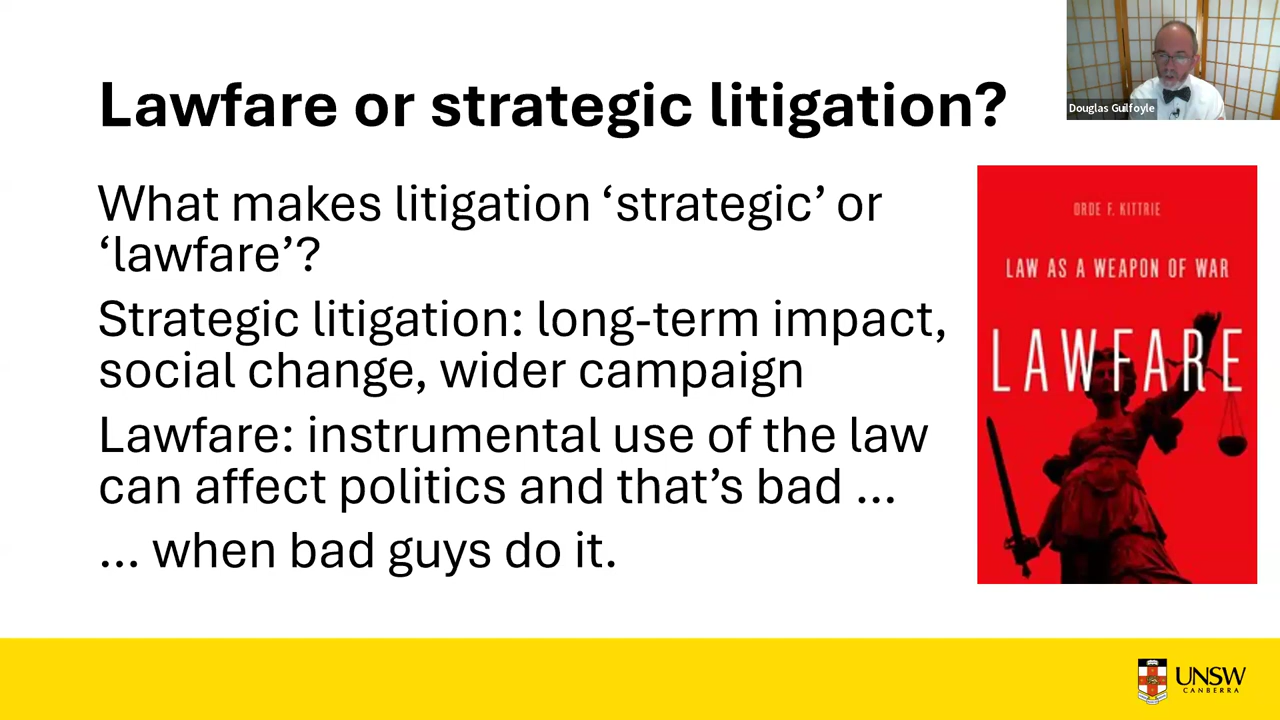 Lawfare or strategic litigation?
Douglas Guilfoyle
What makes litigation ‘strategic’ or
‘lawfare’?
Strategic litigation: long-term impact,
social change, wider campaign
Lawfare: instrumental use of the law
can affect politics and that’s bad ...
... when bad guys do it.
ORDE F. KITTRIE
LAW AS A WEAPON OF WAR
LAWFARE
UNSW
CANBERRA